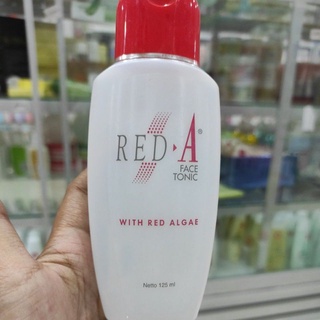 RED-A®
FACE
TONIC
WITH RED ALGAE
Netto 125 ml